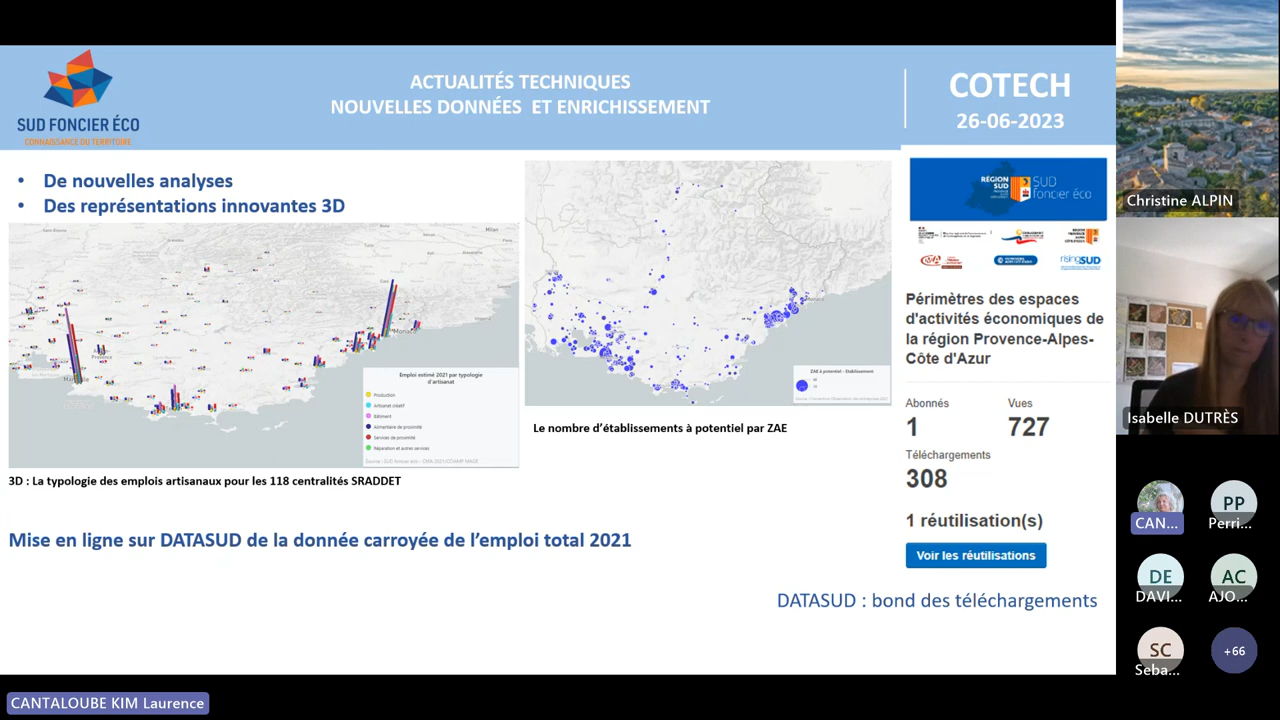 SUD FONCIER ÉCO
CONNAISSANCE DU TERRITOIRE
ACTUALITÉS TECHNIQUES
NOUVELLES DONNÉES ET ENRICHISSEMENT
COTECH
26-06-2023
• De nouvelles analyses
• Des représentations innovantes 3D
Milan
Monaco
Emploi estimé 2021 par typologie
d'artisanat
Production
Artisanat créatif
Bâtiment
Alimentaire de proximité
Services de proximité
Réparation et autres services
3D : La typologie des emplois artisanaux pour les 118 centralités SRADDET
ZAE à potentiel - Etablissement
Le nombre d'établissements à potentiel par ZAE
Mise en ligne sur DATASUD de la donnée carroyée de l'emploi total 2021
RÉGION
SUD
SUD
foncier éco
risingSUD
Périmètres des espaces
d'activités économiques de
la région Provence-Alpes-
Côte d'Azur
Abonnés
Vues
1
727
Téléchargements
308
1 réutilisation(s)
Voir les réutilisations
DATASUD : bond des téléchargements
Christine ALPIN
Isabelle DUTRÈS
CAN...
PP
Perri...
DE
DAVI...
AC
AJO...
SC
Seba...
+66
CANTALOUBE KIM Laurence